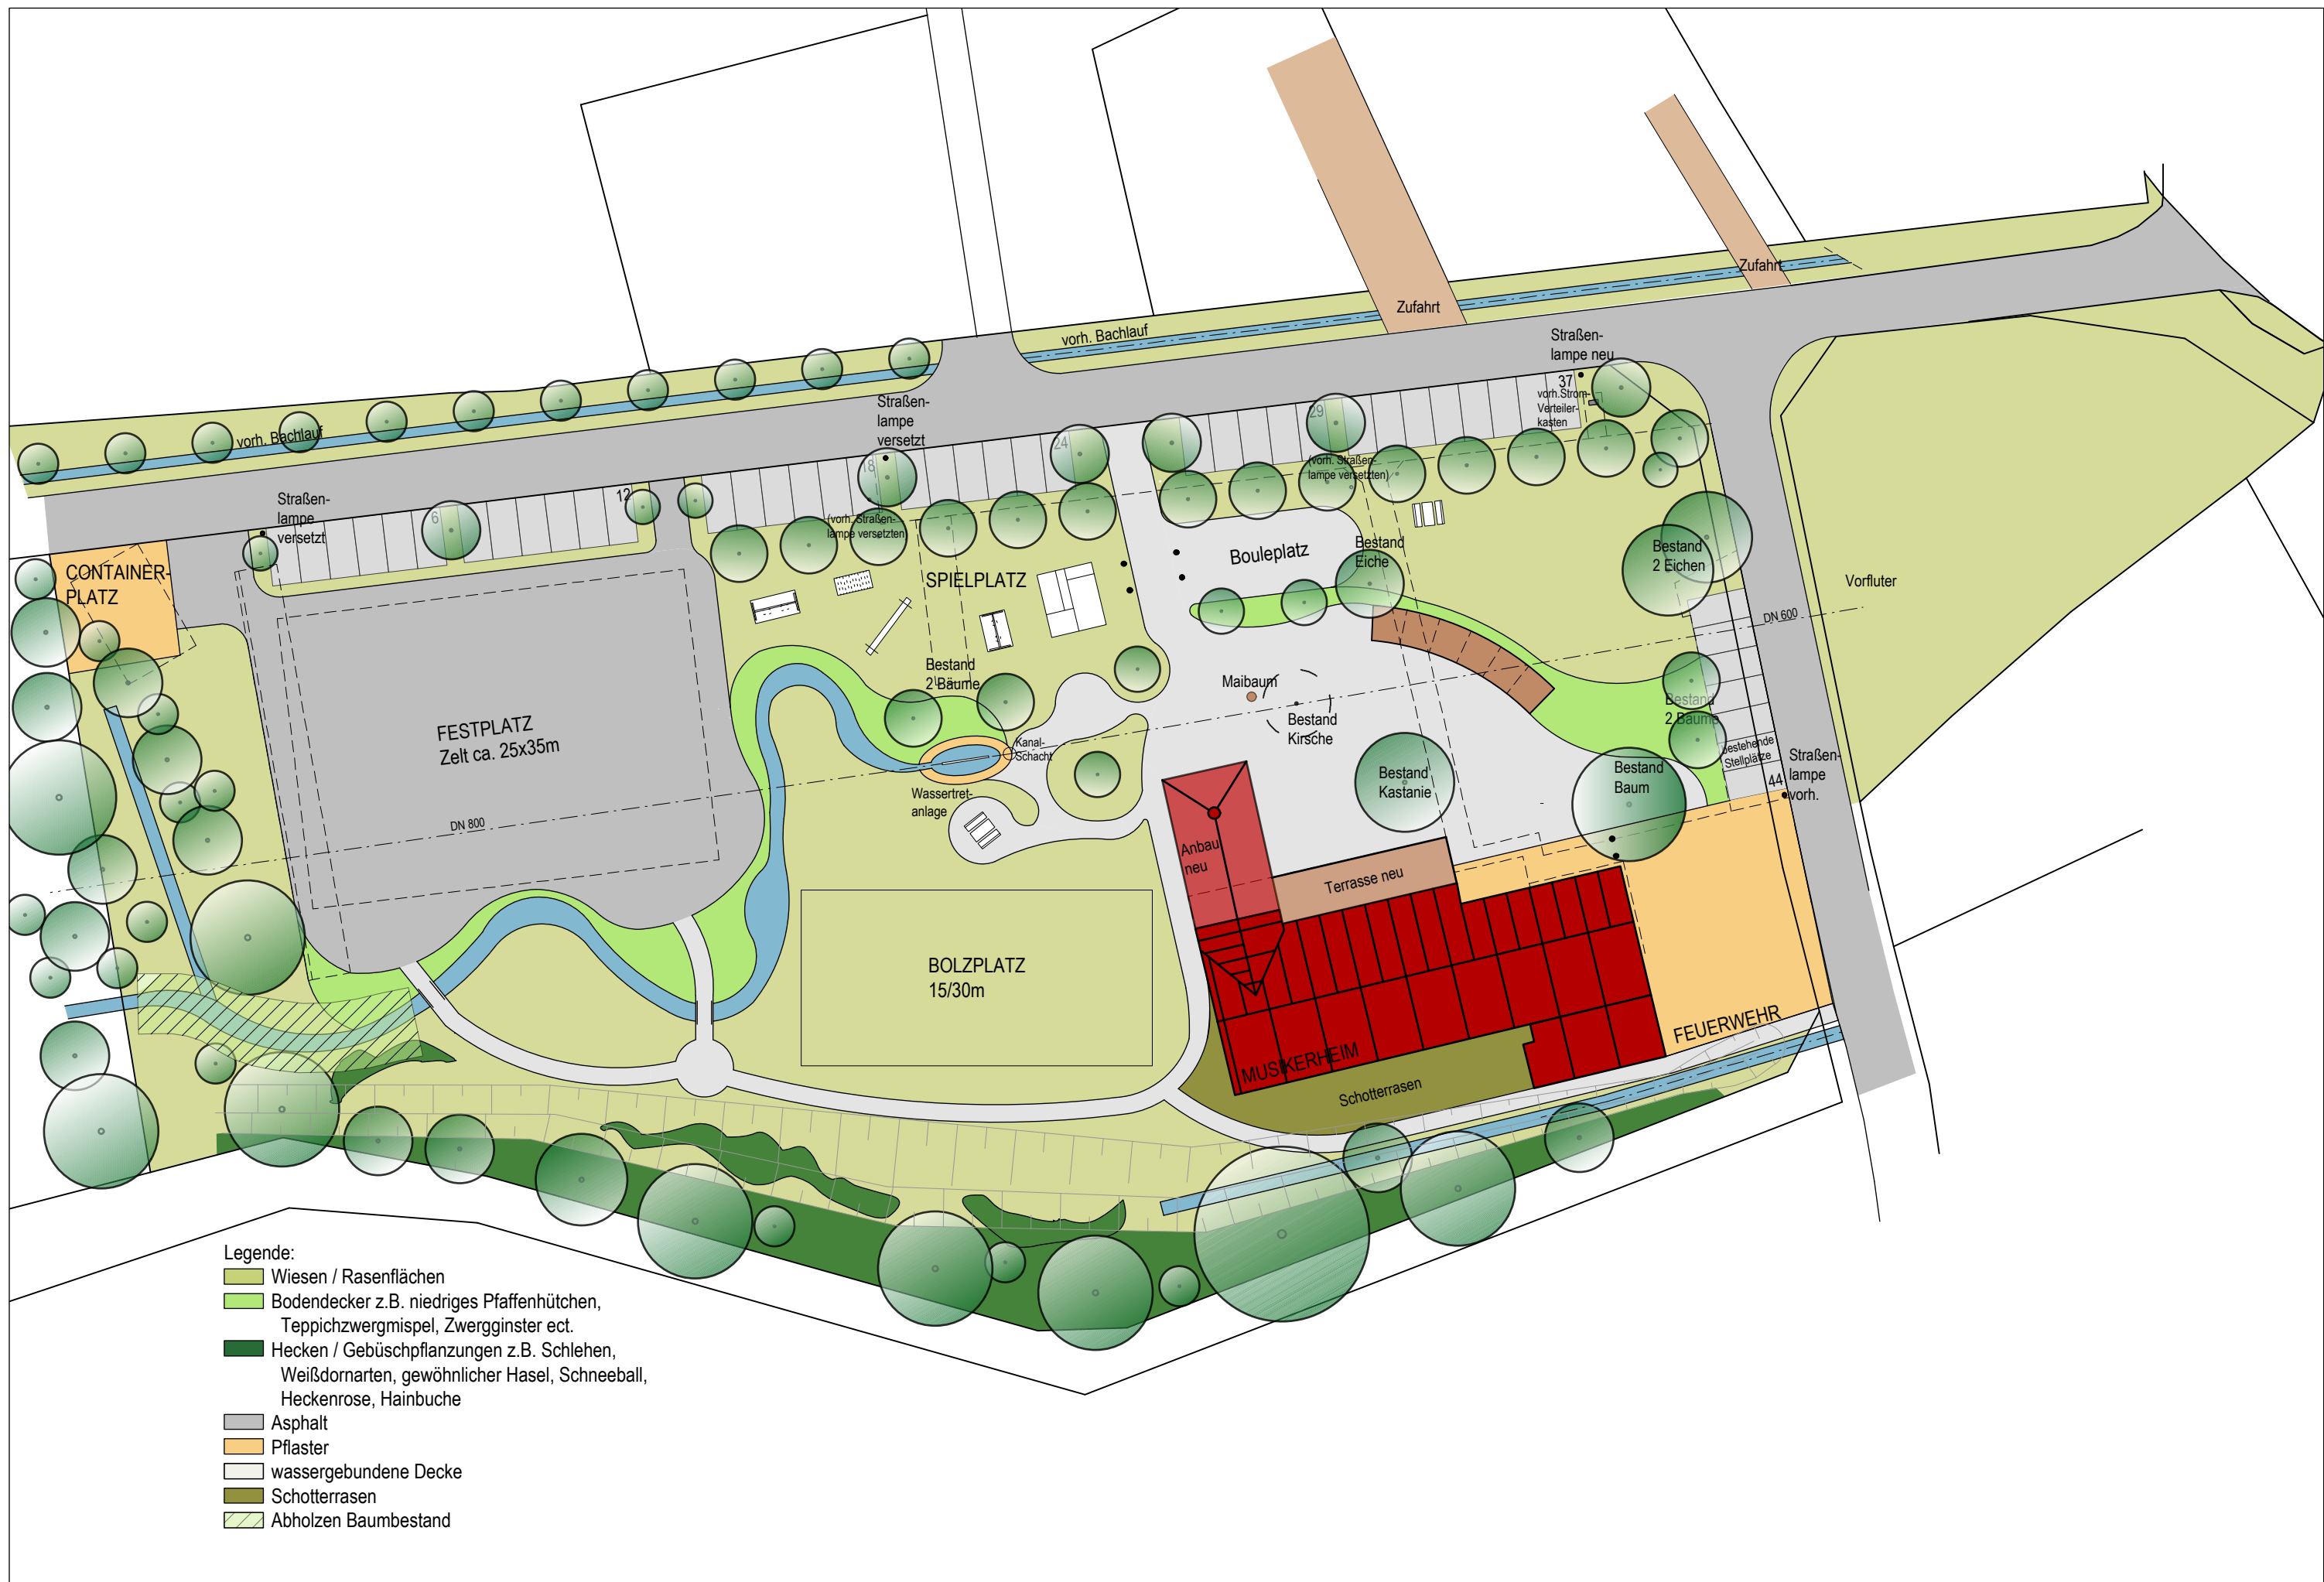 Zufahrt
Zufahrt
vorh. Bachlauf
Straßen-
lampe neu
37
vorh.Strom-
Verteiler-
kasten
Straßen-
lampe
versetzt
29
24
18
vorh. Bachlauf
(vorh. Straßen-
lampe versetzten)
Straßen-
lampe
versetzt
12
6
(vorh. Straßen-
lampe versetzten
CONTAINER-
PLATZ
SPIELPLATZ
Bouleplatz
Bestand
Eiche
Bestand
2 Eichen
Vorfluter
DN 600
Bestand
2 Bäume
Maibaum
Bestand
Kirsche
Bestand
2 Bäume
FESTPLATZ
Zelt ca. 25x35m
Kanal-
Schacht
bestehende
Stellplätze
44
Straßen-
lampe
vorh.
Wassertret-
anlage
Bestand
Kastanie
Bestand
Baum
DN 800
Anbau
neu
Terrasse neu
BOLZPLATZ
15/30m
FEUERWEHR
MUSIKERHEIM
Schotterrasen
Legende:
Wiesen / Rasenflächen
Bodendecker z.B. niedriges Pfaffenhütchen,
Teppichzwergmispel, Zwergginster ect.
Hecken / Gebüschpflanzungen z.B. Schlehen,
Weißdornarten, gewöhnlicher Hasel, Schneeball,
Heckenrose, Hainbuche
Asphalt
Pflaster
wassergebundene Decke
Schotterrasen
Abholzen Baumbestand